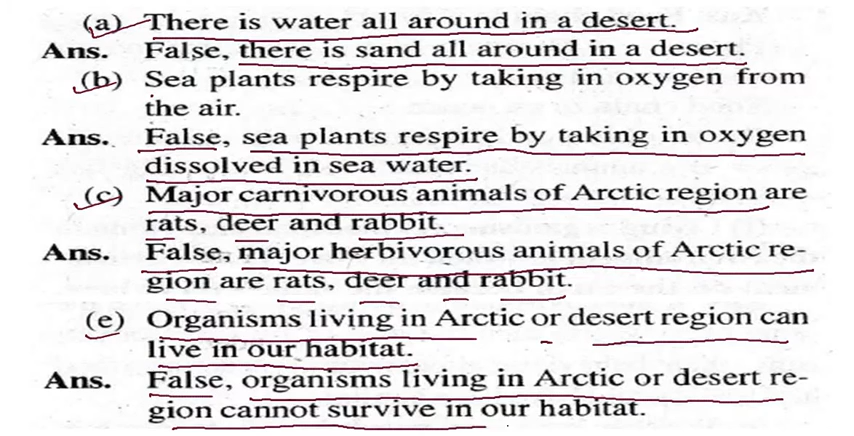 (a) There is water all around in a desert.
Ans. False, there is sand all around in a desert.
(b) Sea plants respire by taking in oxygen from
the air.
Ans. False, sea plants respire by taking in oxygen
dissolved in sea water.
(c) Major carnivorous animals of Arctic region are
rats, deer and rabbit.
Ans. False, major herbivorous animals of Arctic re-
gion are rats, deer and rabbit.
(e) Organisms living in Arctic or desert region can
live in our habitat.
Ans. False, organisms living in Arctic or desert re-
gion cannot survive in our habitat.